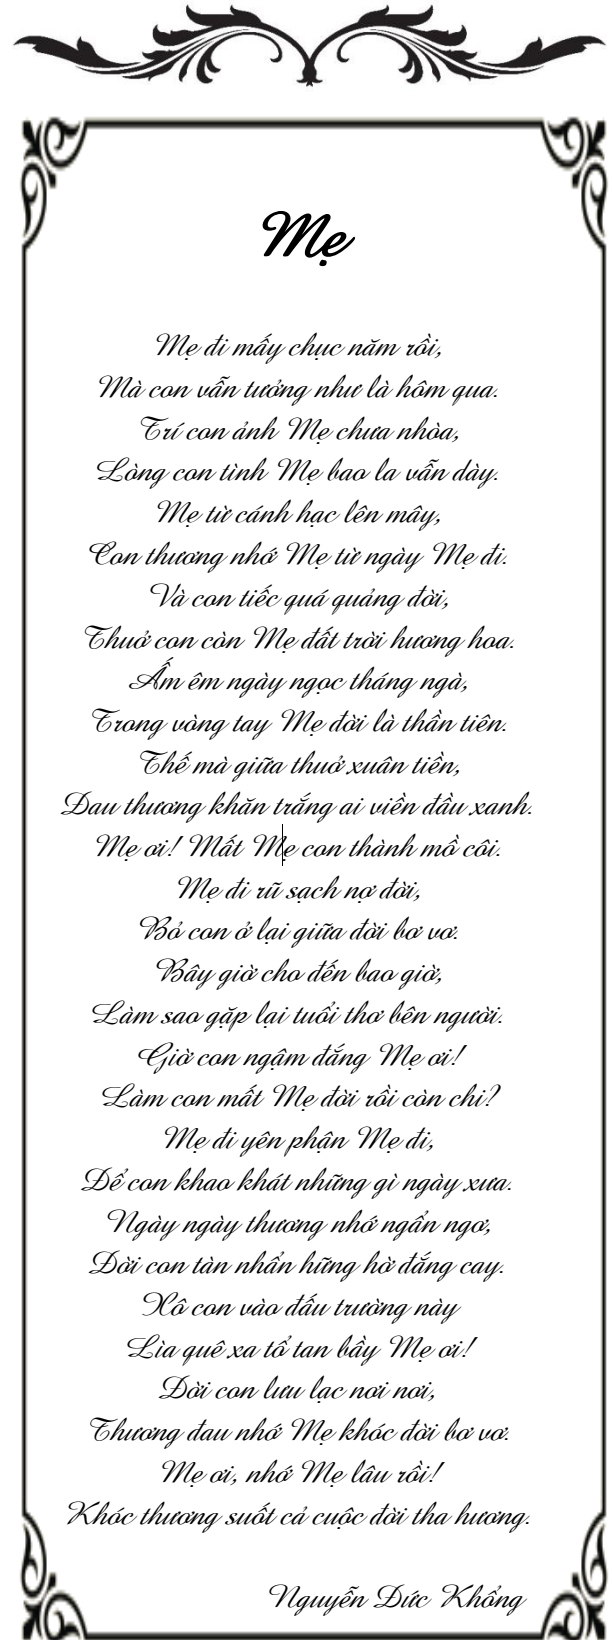 Mẹ
Mẹ đi mấy chục năm rồi,
Mà con vẫn tưởng như là hôm qua.
Trí con ảnh Mẹ chưa nhòa,
Lòng con tình Mẹ bao la vẫn dày.
Mẹ từ cánh hạc lên mây,
Con thương nhớ Mẹ từ ngày Mẹ đi.
Và con tiếc quá quảng đời,
Thuở con còn Mẹ đất trời hương hoa.
Ấm êm ngày ngọc tháng ngà,
Trong vòng tay Mẹ đời là thần tiên.
Thế mà giữa thuở xuân tiền,
Đau thương khăn trắng ai viền đầu xanh.
Mẹ ơi! Mất Mẹ con thành mồ côi.
Mẹ đi rũ sạch nợ đời,
Bỏ con ở lại giữa đời bơ vơ.
Bây giờ cho đến bao giờ,
Làm sao gặp lại tuổi thơ bên người.
Giờ con ngậm đắng Mẹ ơi!
Làm con mất Mẹ đời rồi còn chi?
Mẹ đi yên phận Mẹ đi,
Để con khao khát những gì ngày xưa.
Ngày ngày thương nhớ ngẩn ngơ,
Đời con tàn nhẩn hững hờ đắng cay.
Xô con vào đấu trường này
Lìa quê xa tổ tan bầy Mẹ ơi!
Đời con lưu lạc nơi nơi,
Thương đau nhớ Mẹ khóc đời bơ vơ.
Mẹ ơi, nhớ Mẹ lâu rồi!
Khóc thương suốt cả cuộc đời tha hương.
Nguyễn Đức Khổng